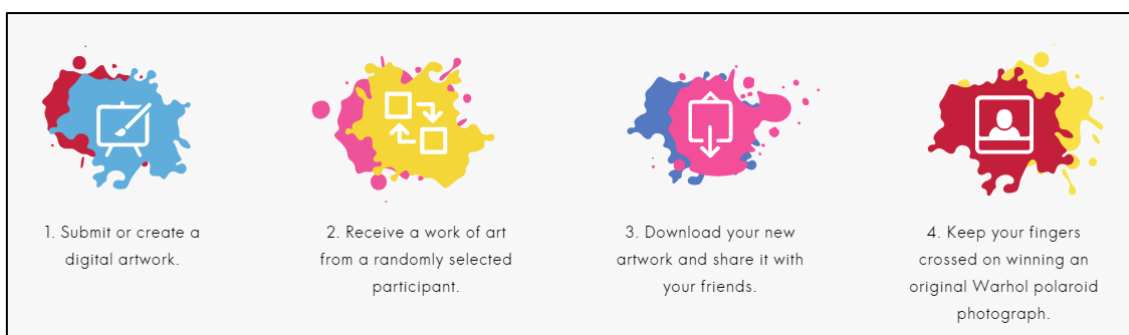 1. Submit or create a
digital artwork.
2. Receive a work of art
from a randomly selected
participant.
3. Download your new
artwork and share it with
your friends.
4. Keep your fingers
crossed on winning an
original Warhol polaroid
photograph.